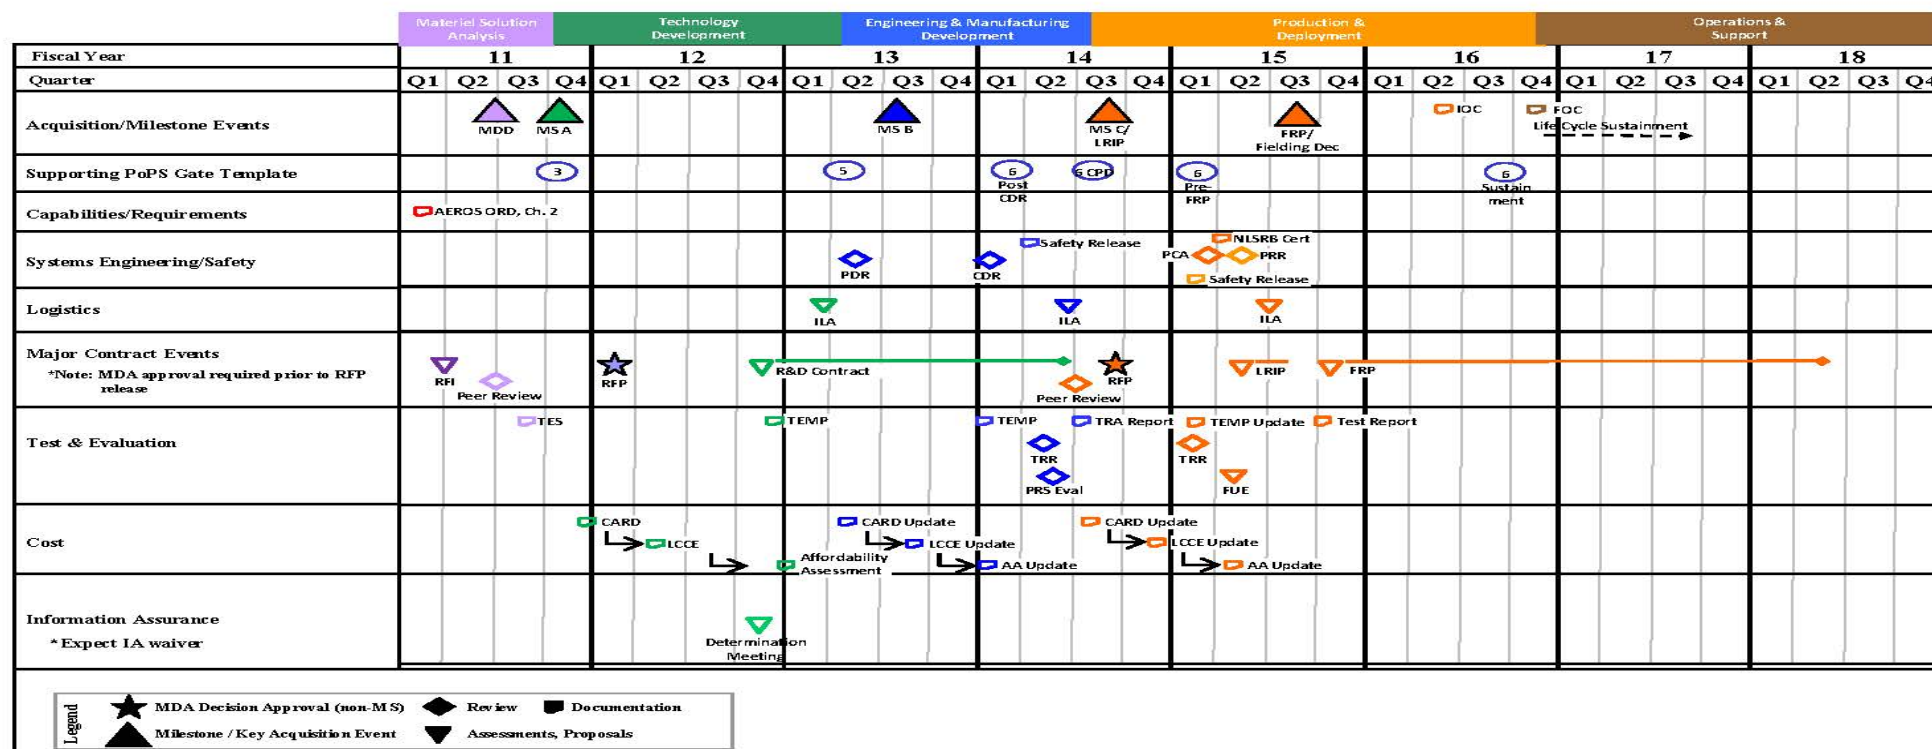 Materiel Solution
Analysis
Technology
Development
Engineering & Manufacturing
Development
Production &
Deployment
Operations &
Support
Fiscal Year 11 12 13 14 15 16 17 18
Quarter Q1 Q2 Q3 Q4 Q1 Q2 Q3 Q4 Q1 Q2 Q3 Q4 Q1 Q2 Q3 Q4 Q1 Q2 Q3 Q4 Q1 Q2 Q3 Q4 Q1 Q2 Q3 Q4 Q1 Q2 Q3 Q4
Acquisition/Milestone Events
MDD
MS A
MS B
MS C/
LRIP
FRP/
Fielding Dec
IOC
FOC
Life Cycle Sustainment
Supporting PoPS Gate Template
3
5
6
Post
CDR
6 CPD
6
Pre-
FRP
6
Sustain
ment
Capabilities/Requirements
AEROS ORD, Ch. 2
Systems Engineering/Safety
PDR
CDR
Safety Release
NLSRB Cert
PCA
PRR
Safety Release
Logistics
ILA
ILA
ILA
Major Contract Events
*Note: MDA approval required prior to RFP
release
RFI
Peer Review
RFP
R&D Contract
Peer Review
RFP
LRIP
FRP
Test & Evaluation
TES
TEMP
TEMP
TRA Report
TEMP Update
Test Report
TRR
TRR
PRS Eval
FUE
Cost
CARD
LCCE
Affordability
Assessment
CARD Update
LCCE Update
AA Update
CARD Update
LCCE Update
AA Update
Information Assurance
*Expect IA waiver
Determination
Meeting
Legend
MDA Decision Approval (non-MS)
Review
Documentation
Milestone / Key Acquisition Event
Assessments, Proposals